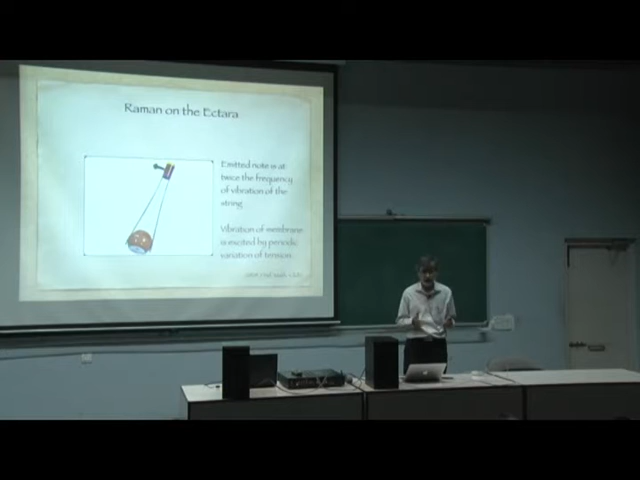 Raman on the Ectara
Emitted note is at
twice the frequency
of vibration of the
string
Vibration of membrane
is excited by periodic
variation of tension